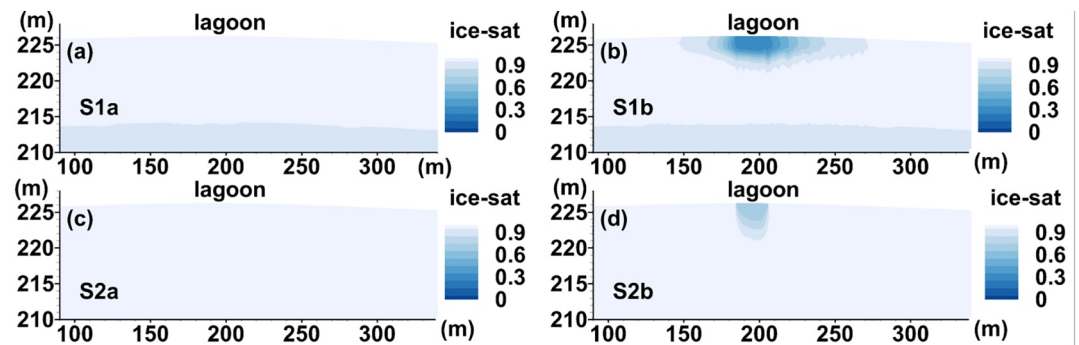 (m) lagoon ice-sat
225 (a)
0.9
220
0.6
215 S1a
0.3
0
210
100 150 200 250 300 (m)
(m) lagoon ice-sat
225 (b)
0.9
220
0.6
215 S1b
0.3
0
210
100 150 200 250 300
(m) lagoon ice-sat
225 (c)
0.9
220
0.6
215 S2a
0.3
0
210
100 150 200 250 300 (m)
(m) lagoon ice-sat
225 (d)
0.9
220
0.6
215 S2b
0.3
0
210
100 150 200 250 300 (m)